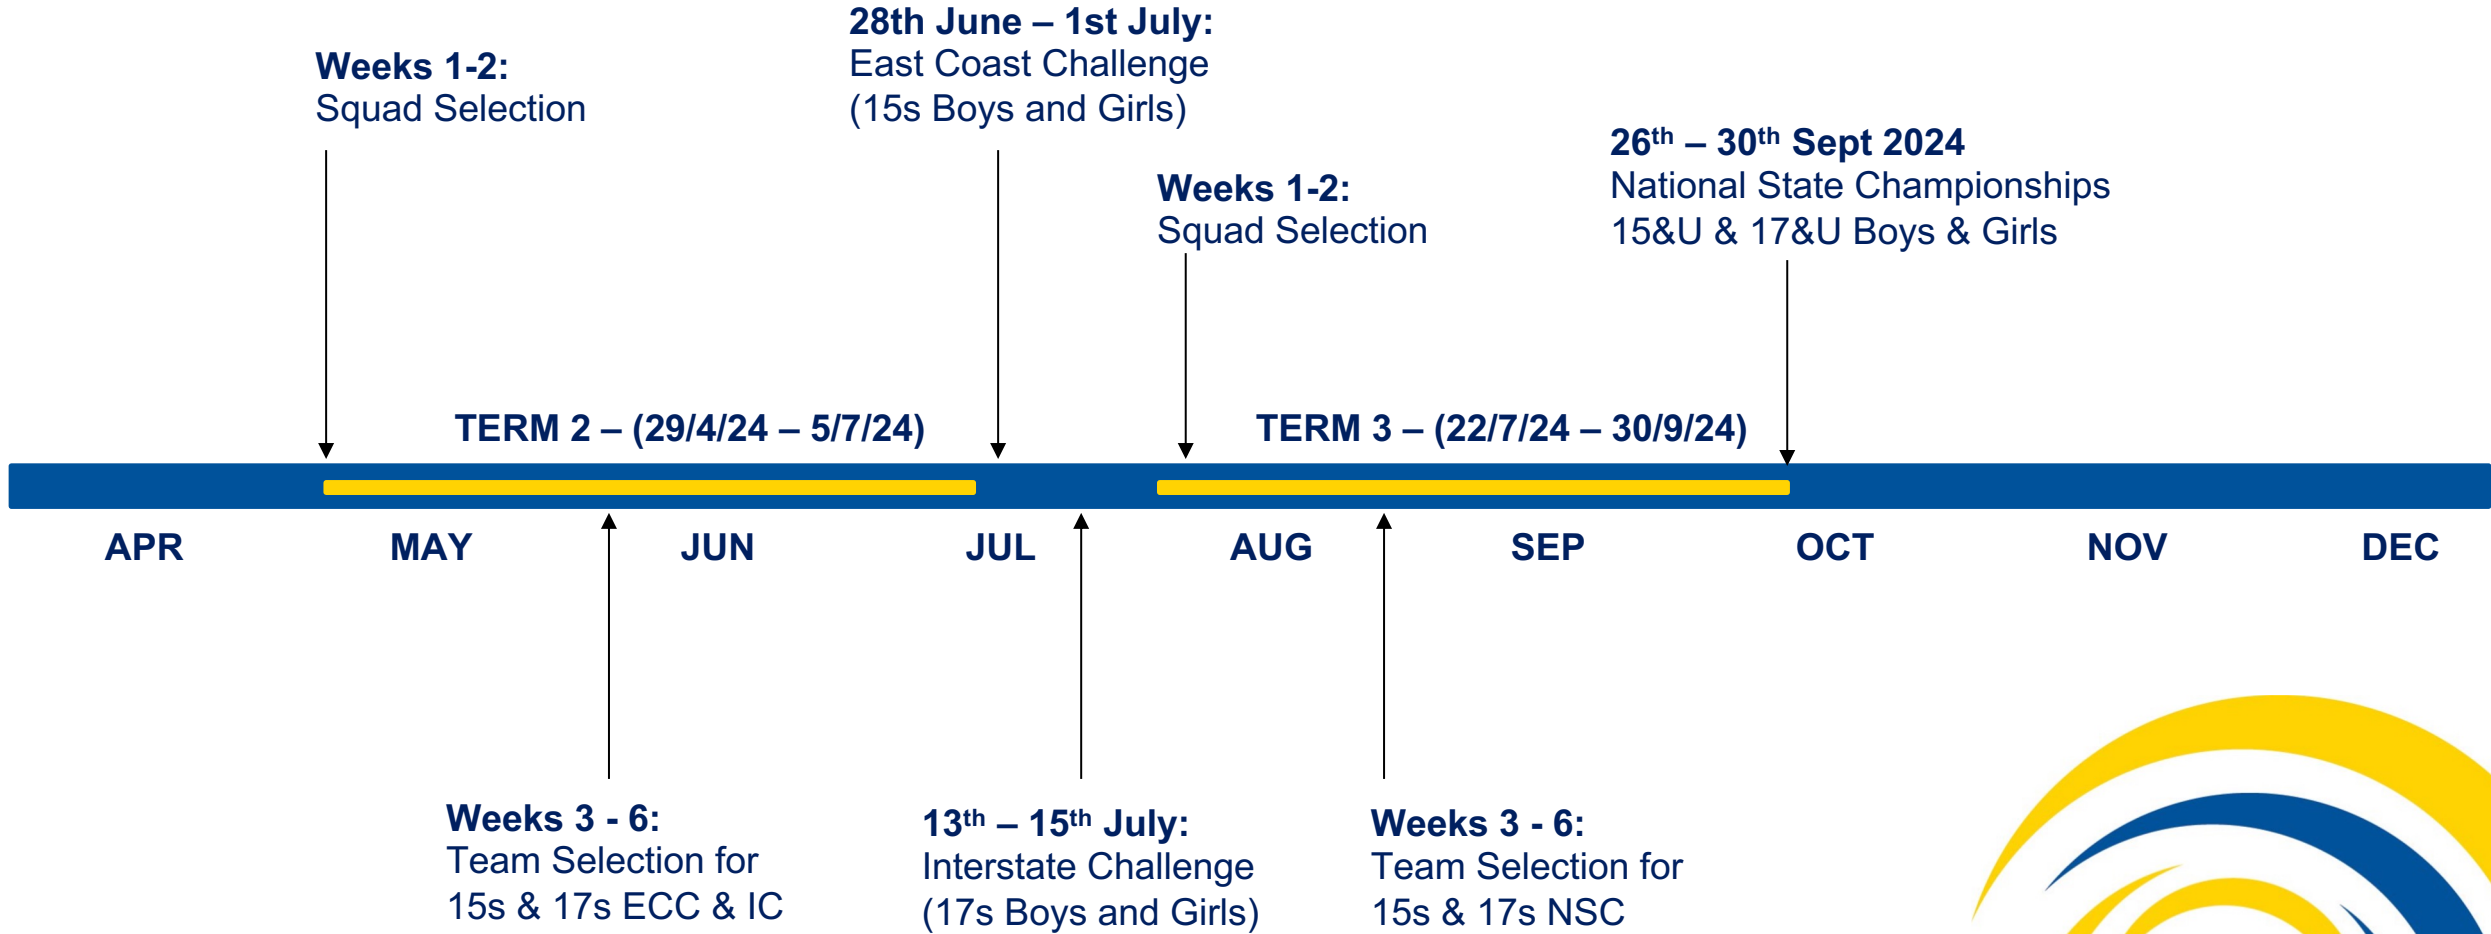 28th June – 1st July:
East Coast Challenge
(15s Boys and Girls)
Weeks 1-2:
Squad Selection
26th – 30th Sept 2024
National State Championships
15&U & 17&U Boys & Girls
Weeks 1-2:
Squad Selection
TERM 2 – (29/4/24 – 5/7/24)
TERM 3 – (22/7/24 – 30/9/24)
APR MAY JUN JUL AUG SEP OCT NOV DEC
Weeks 3 - 6:
Team Selection for
15s & 17s ECC & IC
13th – 15th July:
Interstate Challenge
(17s Boys and Girls)
Weeks 3 - 6:
Team Selection for
15s & 17s NSC